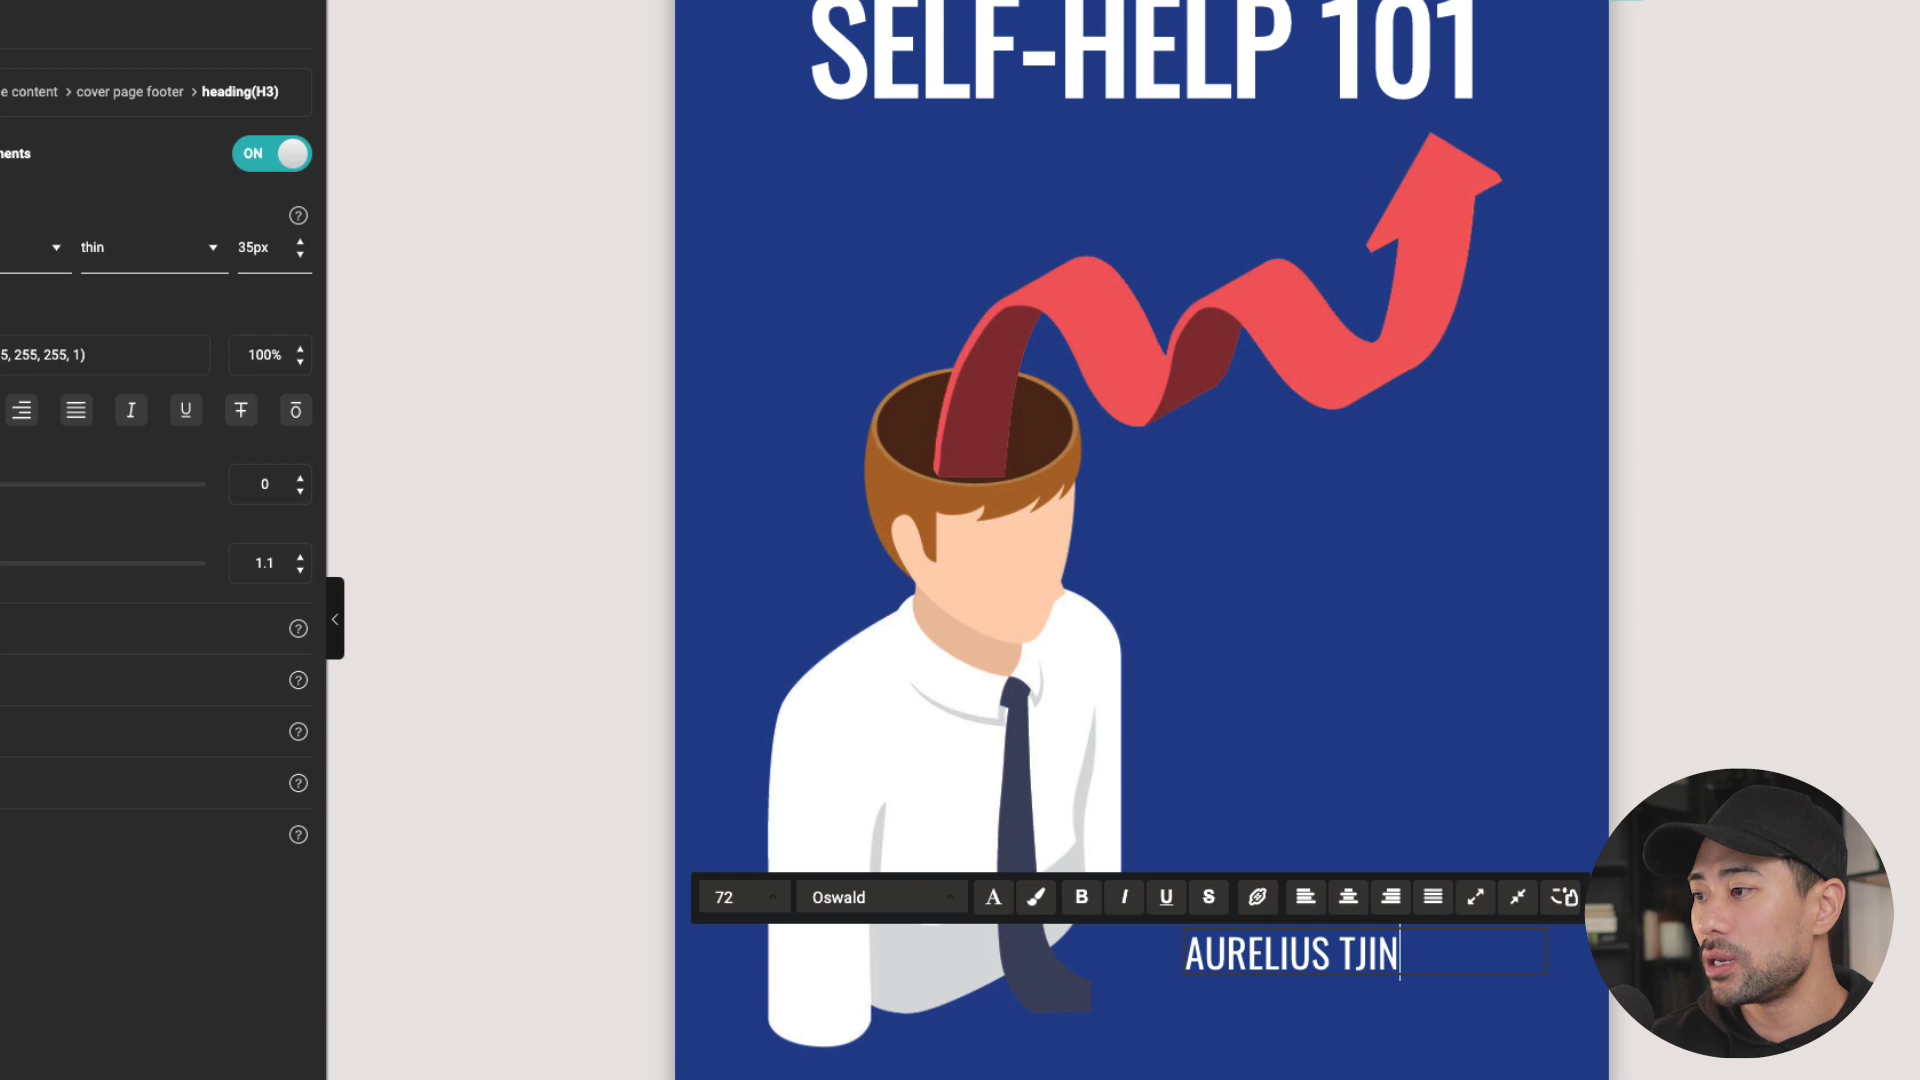 SELF-HELP 101
e content > cover page footer > heading(H3)
nents
ON
thin
35px
5, 255, 255, 1)
100%
0
1.1
72
Oswald
A
B
I
U
S
AURELIUS TJIN